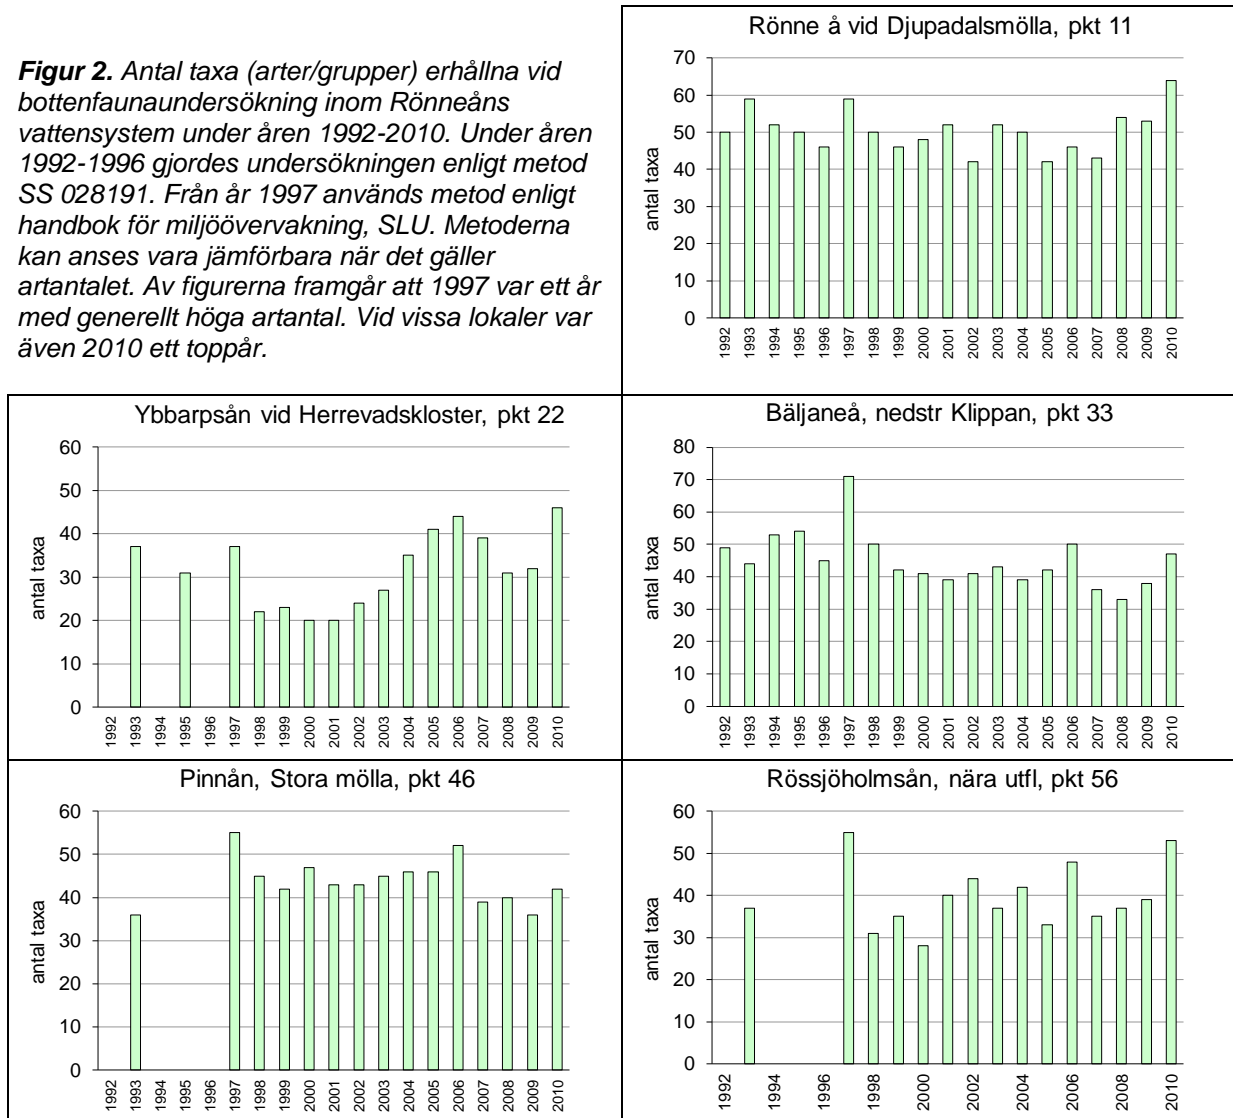 Figur 2. Antal taxa (arter/grupper) erhållna vid
bottenfaunaundersökning inom Rönneåns
vattensystem under åren 1992-2010. Under åren
1992-1996 gjordes undersökningen enligt metod
SS 028191. Från år 1997 används metod enligt
handbok för miljöövervakning, SLU. Metoderna
kan anses vara jämförbara när det gäller
artantalet. Av figurerna framgår att 1997 var ett år
med generellt höga artantal. Vid vissa lokaler var
även 2010 ett toppår.
Rönne å vid Djupadalsmölla, pkt 11
antal taxa
70
60
50
40
30
20
10
0
1992 1993 1994 1995 1996 1997 1998 1999 2000 2001 2002 2003 2004 2005 2006 2007 2008 2009 2010
Ybbarpsån vid Herrevadskloster, pkt 22
antal taxa
60
50
40
30
20
10
0
1992 1993 1994 1995 1996 1997 1998 1999 2000 2001 2002 2003 2004 2005 2006 2007 2008 2009 2010
Bäljaneå, nedstr Klippan, pkt 33
antal taxa
80
70
60
50
40
30
20
10
0
1992 1993 1994 1995 1996 1997 1998 1999 2000 2001 2002 2003 2004 2005 2006 2007 2008 2009 2010
Pinnån, Stora mölla, pkt 46
antal taxa
60
50
40
30
20
10
0
1992 1993 1994 1995 1996 1997 1998 1999 2000 2001 2002 2003 2004 2005 2006 2007 2008 2009 2010
Rössjöholmsån, nära utfl, pkt 56
antal taxa
60
50
40
30
20
10
0
1992 1994 1996 1998 2000 2002 2004 2006 2008 2010